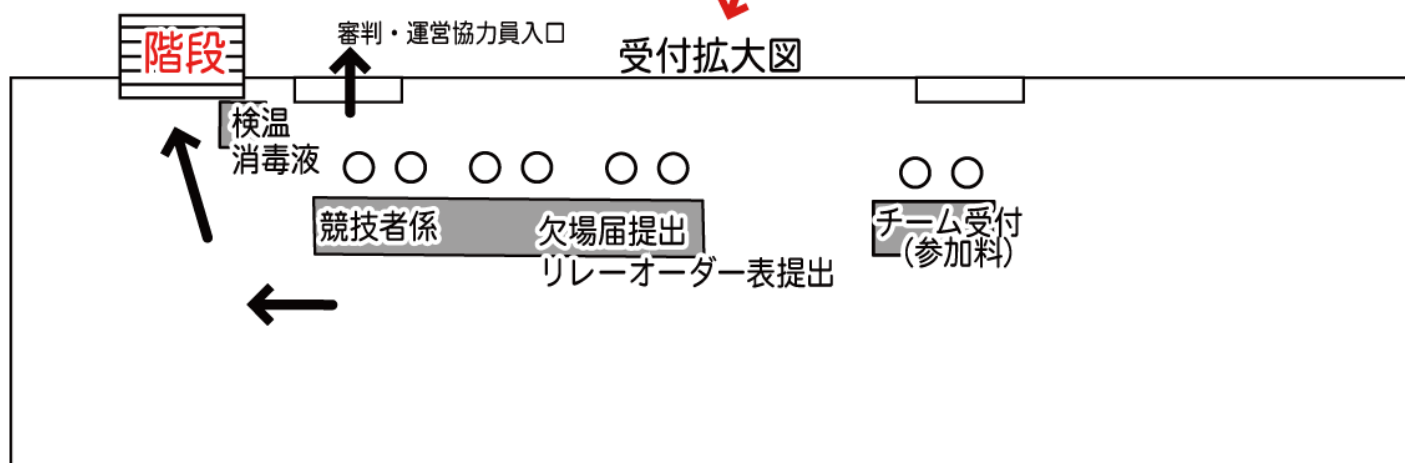 審判・運営協力員入口
受付拡大図
階段
検温
消毒液
競技者係
欠場届提出
リレーオーダー表提出
チーム受付
（参加料）